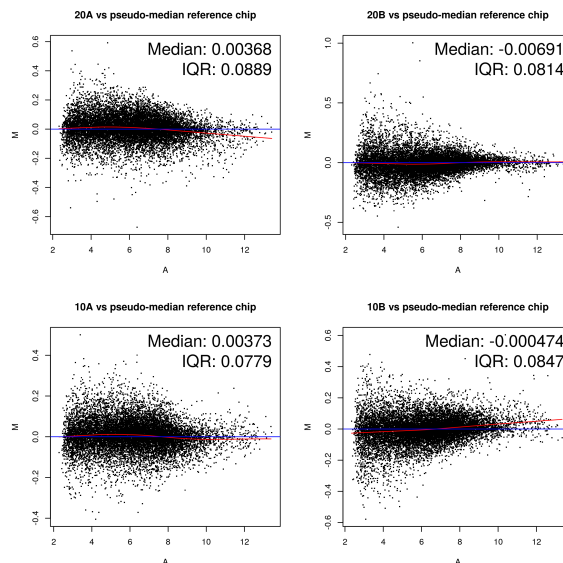 20A vs pseudo-median reference chip
Median: 0.00368
IQR: 0.0889
M
0.6
0.4
0.2
0.0
-0.2
-0.4
-0.6
2 4 6 8 10 12
A
20B vs pseudo-median reference chip
Median: -0.00691
IQR: 0.0814
M
1.0
0.5
0.0
-0.5
2 4 6 8 10 12
A
10A vs pseudo-median reference chip
Median: 0.00373
IQR: 0.0779
M
0.4
0.2
0.0
-0.2
-0.4
2 4 6 8 10 12
A
10B vs pseudo-median reference chip
Median: -0.000474
IQR: 0.0847
M
0.6
0.4
0.2
0.0
-0.2
-0.4
-0.6
2 4 6 8 10 12
A